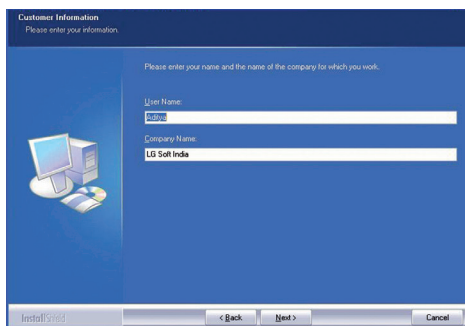 Customer Information
Please enter your information.
Please enter your name and the name of the company for which you work.
User Name:
Aditya
Company Name:
LG Soft India
InstallShield
< Back
Next >
Cancel